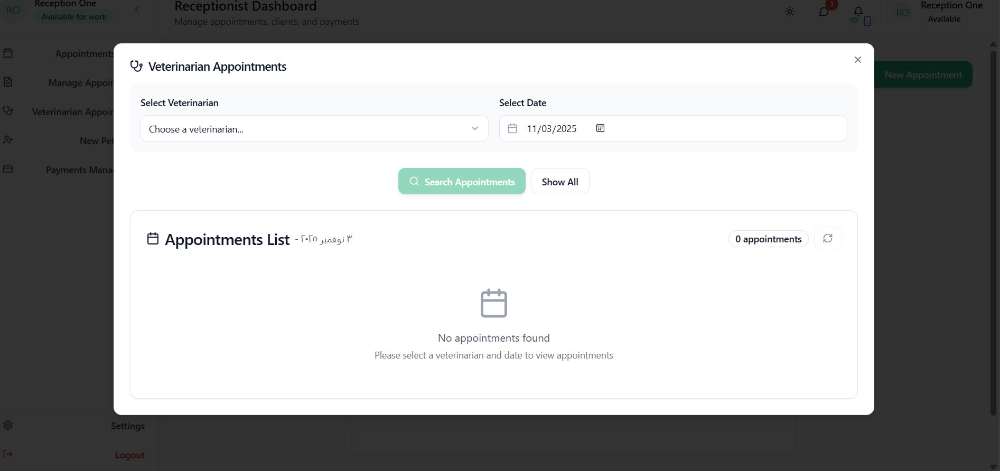 RO
Reception One
Available for work
Receptionist Dashboard
Manage appointments, clients, and payments
1
RO
Reception One
Available
Appointments
Manage
Veterinarian
New Pet
Payments
Settings
Logout
New Appointment
Veterinarian Appointments
Select Veterinarian
Choose a veterinarian...
Select Date
11/03/2025
Search Appointments
Show All
Appointments List
- ٣ نوفمبر ٢٠٢٥
0 appointments
No appointments found
Please select a veterinarian and date to view appointments